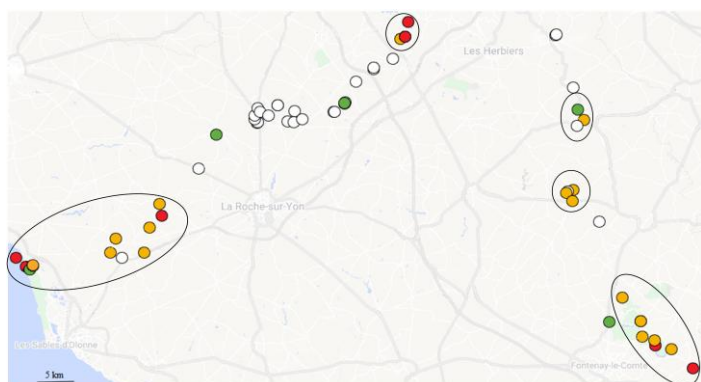 Les Herbiers
La Roche-sur-Yon
Les Sables-d'Olonne
Fontenay-le-Comte
5 km